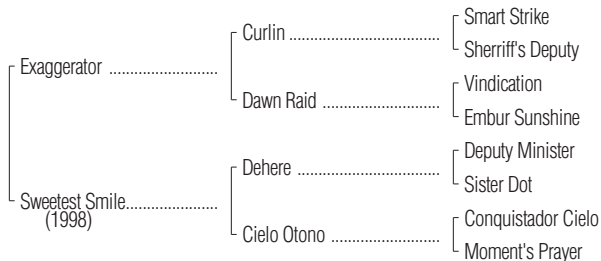 Smart Strike
Curlin ......................................
Sherriff's Deputy
Exaggerator ...........................
Vindication
Dawn Raid ...................................
Embur Sunshine
Deputy Minister
Dehere ...................................
Sister Dot
Sweetest Smile.......................
(1998)
Conquistador Cielo
Cielo Otono ...........................
Moment's Prayer